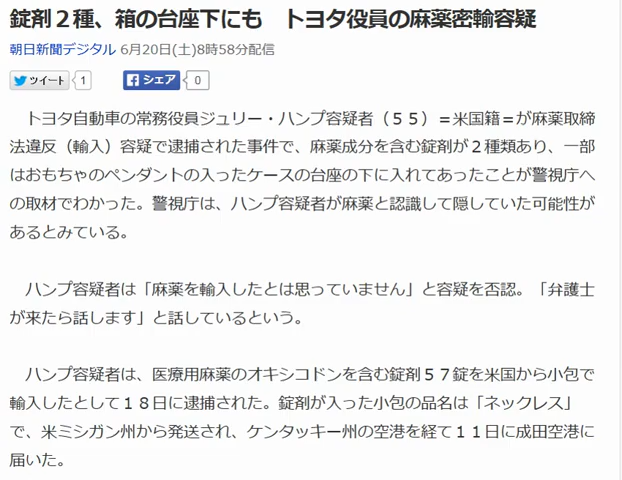 錠剤２種、箱の台座下にも　トヨタ役員の麻薬密輸容疑
朝日新聞デジタル 6月20日(土)8時58分配信
ツイート 1 シェア 0
　トヨタ自動車の常務役員ジュリー・ハンプ容疑者（５５）＝米国籍＝が麻薬取締
法違反（輸入）容疑で逮捕された事件で、麻薬成分を含む錠剤が２種類あり、一部
はおもちゃのペンダントの入ったケースの台座の下に入れてあったことが警視庁へ
の取材でわかった。警視庁は、ハンプ容疑者が麻薬と認識して隠していた可能性が
あるとみている。
　ハンプ容疑者は「麻薬を輸入したとは思っていません」と容疑を否認。「弁護士
が来たら話します」と話しているという。
　ハンプ容疑者は、医療用麻薬のオキシコドンを含む錠剤５７錠を米国から小包で
輸入したとして１８日に逮捕された。錠剤が入った小包の品名は「ネックレス」
で、米ミシガン州から発送され、ケンタッキー州の空港を経て１１日に成田空港に
届いた。